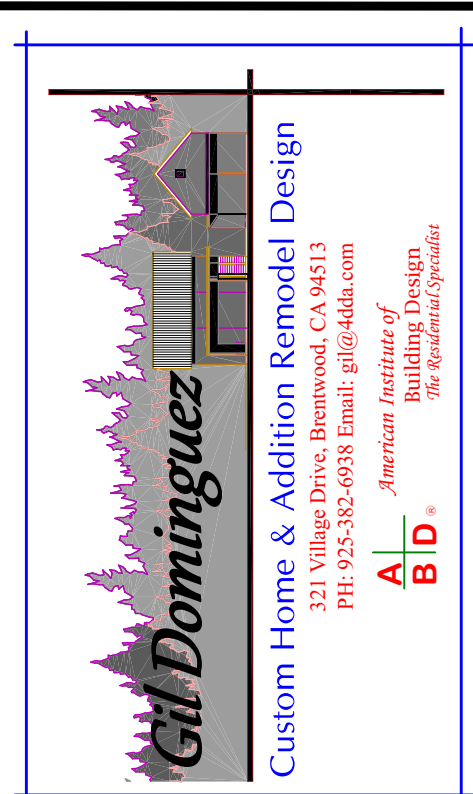 Gil Dominguez
Custom Home & Addition Remodel Design
321 Village Drive, Brentwood, CA 94513
PH: 925-382-6938 Email: gil@4dda.com
American Institute of
Building Design
The Residential Specialist
A
B D ®